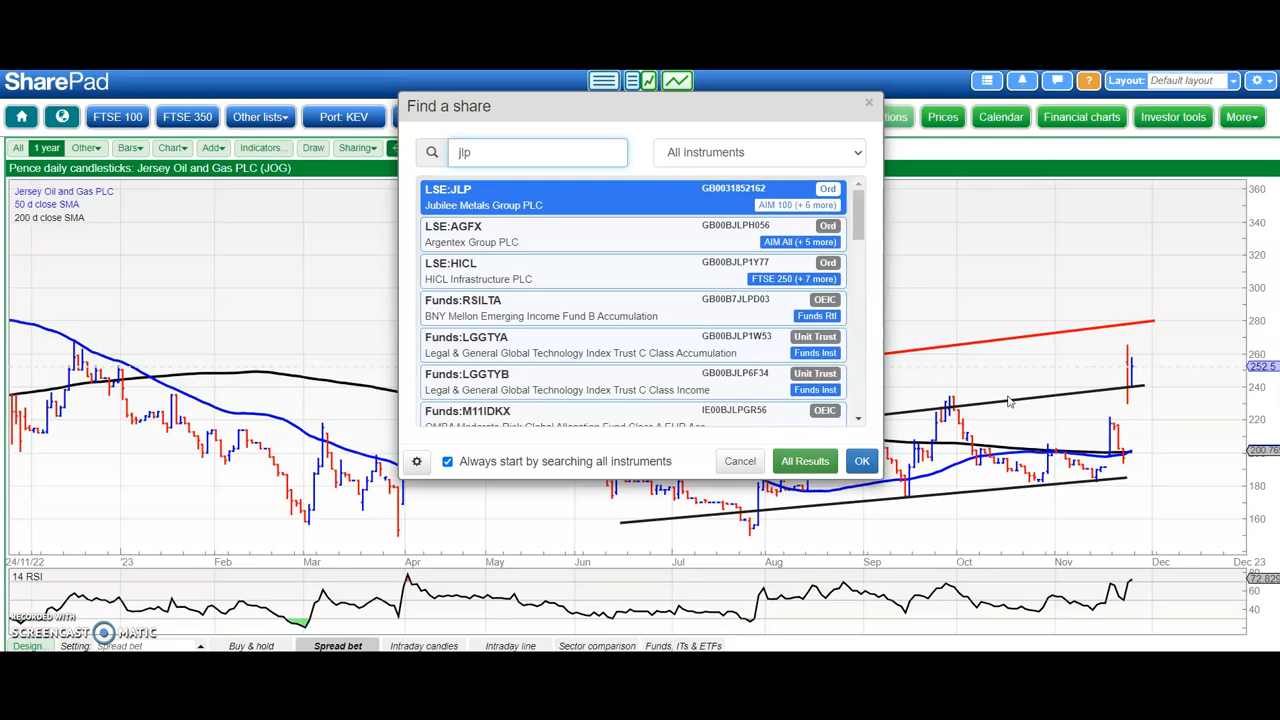 SharePad
Layout: Default layout
FTSE 100 FTSE 350 Other lists Port: KEV Prices Calendar Financial charts Investor tools More
All 1 year Other Bars Chart Add Indicators... Draw Sharing
Pence daily candlesticks: Jersey Oil and Gas PLC (JOG)
Jersey Oil and Gas PLC
50 d close SMA
200 d close SMA
Find a share ×
jlp All instruments
LSE:JLP GB0031852162 Ord
Jubilee Metals Group PLC AIM 100 (+ 6 more)
LSE:AGFX GB00BJLPH056 Ord
Argentex Group PLC AIM All (+ 5 more)
LSE:HICL GB00BJLP1Y77 Ord
HICL Infrastructure PLC FTSE 250 (+ 7 more)
Funds:RSILTA GB00B7JLPD03 OEIC
BNY Mellon Emerging Income Fund B Accumulation Funds Rtl
Funds:LGGTYA GB00BJLP1W53 Unit Trust
Legal & General Global Technology Index Trust C Class Accumulation Funds Inst
Funds:LGGTYB GB00BJLP6F34 Unit Trust
Legal & General Global Technology Index Trust C Class Income Funds Inst
Funds:M11IDKX IE00BJLPGR56 OEIC
Always start by searching all instruments Cancel All Results OK
360
340
320
300
280
260
252.5
240
220
200.769
180
160
24/11/22 '23 Feb Mar Apr May Jun Jul Aug Sep Oct Nov Dec Dec 23
14 RSI
72.829
60
40
RECORDED WITH
SCREENCAST MATIC
Design... Setting: Spread bet Buy & hold Spread bet Intraday candles Intraday line Sector comparison Funds, ITs & ETFs